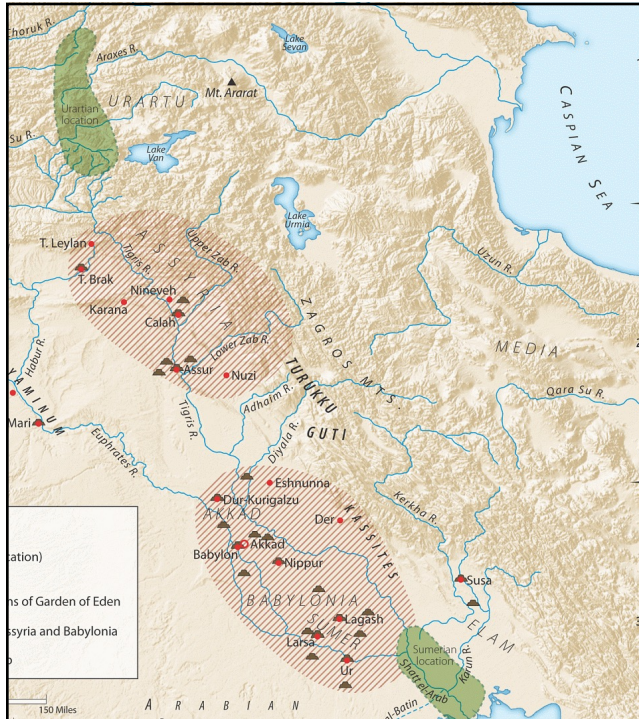 Choruk R.
Araxes R.
Lake
Sevan
Mt. Ararat
URARTU
Urartian
location
Su R.
Lake
Van
CASPIAN SEA
Lake
Urmia
T. Leylan
ASSYRIA
Upper Zab R.
Tigris R.
T. Brak
Nineveh
Karana
Calah
Uzun R.
ZAGROS MTS.
MEDIA
Lower Zab R.
Habur R.
Assur
Nuzi
TURUKKU
Qara Su R.
YAMINUM
Adhaim R.
Mari
Tigris R.
GUTI
Diyala R.
Euphrates R.
Eshnunna
Dur-Kurigalzu
AKKAD
Der
KASSITES
Kerkha R.
Akkad
Babylon
Nippur
Susa
BABYLONIA
Lagash
SUMER
Larsa
ELAM
Ur
Sumerian
location
Karun R.
Shatt el-Arab
al-Batin
ARABIAN
tation)
ns of Garden of Eden
ssyria and Babylonia
150 Miles